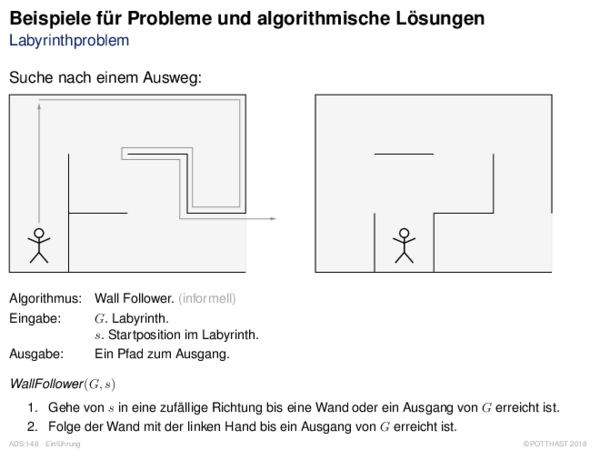 Beispiele für Probleme und algorithmische Lösungen
Labyrinthproblem
Suche nach einem Ausweg:
Algorithmus: Wall Follower. (informell)
Eingabe: G. Labyrinth.
s. Startposition im Labyrinth.
Ausgabe: Ein Pfad zum Ausgang.
WallFollower(G, s)
1. Gehe von s in eine zufällige Richtung bis eine Wand oder ein Ausgang von G erreicht ist.
2. Folge der Wand mit der linken Hand bis ein Ausgang von G erreicht ist.
ADS:I-48 Einführung © POTTHAST 2018